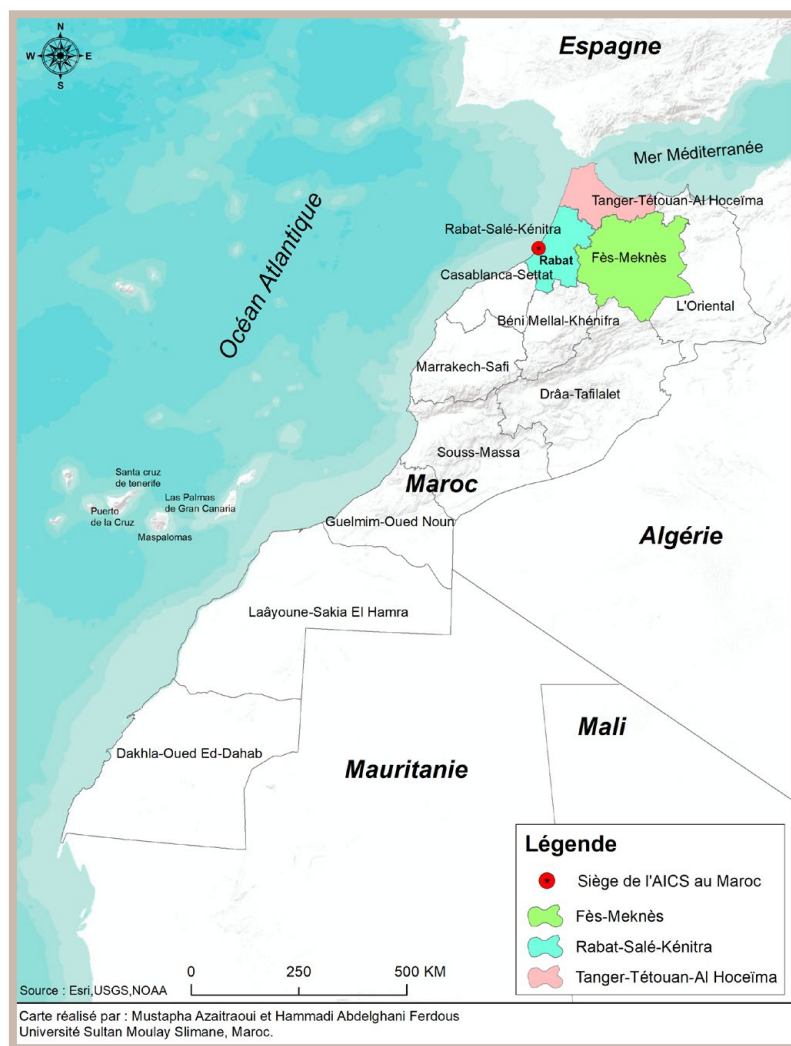 N
W
E
S
Espagne
Mer Méditerranée
Océan Atlantique
Tanger-Tétouan-Al Hoceïma
Rabat-Salé-Kénitra
Rabat
Fès-Meknès
Casablanca-Settat
L'Oriental
Béni Mellal-Khénifra
Marrakech-Safi
Drâa-Tafilalet
Souss-Massa
Maroc
Santa cruz
de tenerife
Las Palmas
de Gran Canaria
Puerto
de la Cruz
Maspalomas
Guelmim-Oued Noun
Algérie
Laâyoune-Sakia El Hamra
Mali
Dakhla-Oued Ed-Dahab
Mauritanie
Légende
Siège de l'AICS au Maroc
Fès-Meknès
Rabat-Salé-Kénitra
Tanger-Tétouan-Al Hoceïma
0 250 500 KM
Source : Esri,USGS,NOAA
Carte réalisé par : Mustapha Azaitraoui et Hammadi Abdelghani Ferdous
Université Sultan Moulay Slimane, Maroc.